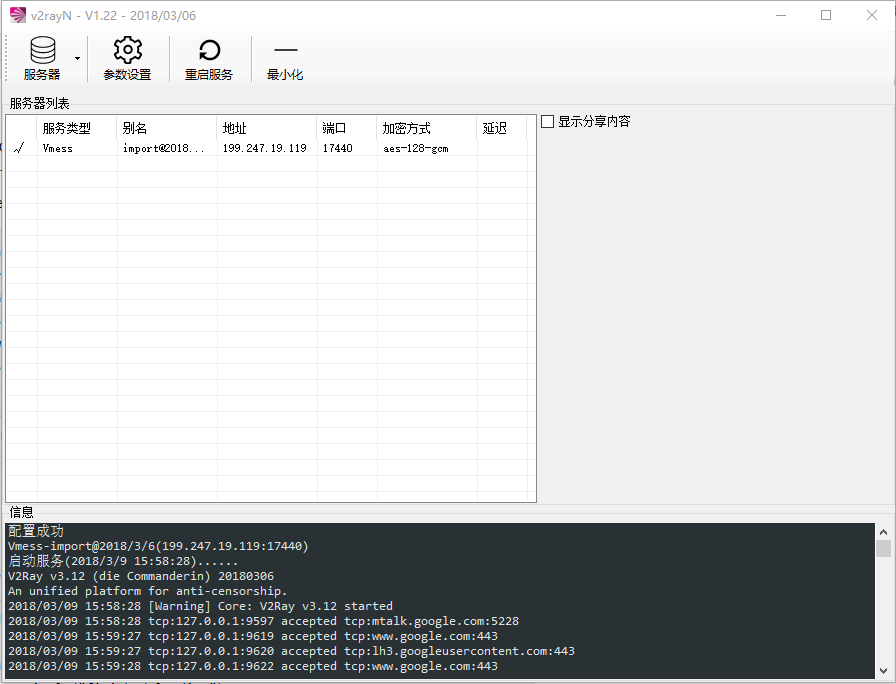 v2rayN - V1.22 - 2018/03/06
服务器 参数设置 重启服务 最小化
服务器列表
服务类型 别名 地址 端口 加密方式 延迟
√ Vmess import@2018... 199.247.19.119 17440 aes-128-gcm
显示分享内容
信息
配置成功
Vmess-import@2018/3/6(199.247.19.119:17440)
启动服务(2018/3/9 15:58:28)......
V2Ray v3.12 (die Commanderin) 20180306
An unified platform for anti-censorship.
2018/03/09 15:58:28 [Warning] Core: V2Ray v3.12 started
2018/03/09 15:58:28 tcp:127.0.0.1:9597 accepted tcp:mtalk.google.com:5228
2018/03/09 15:59:27 tcp:127.0.0.1:9619 accepted tcp:www.google.com:443
2018/03/09 15:59:27 tcp:127.0.0.1:9620 accepted tcp:lh3.googleusercontent.com:443
2018/03/09 15:59:28 tcp:127.0.0.1:9622 accepted tcp:www.google.com:443